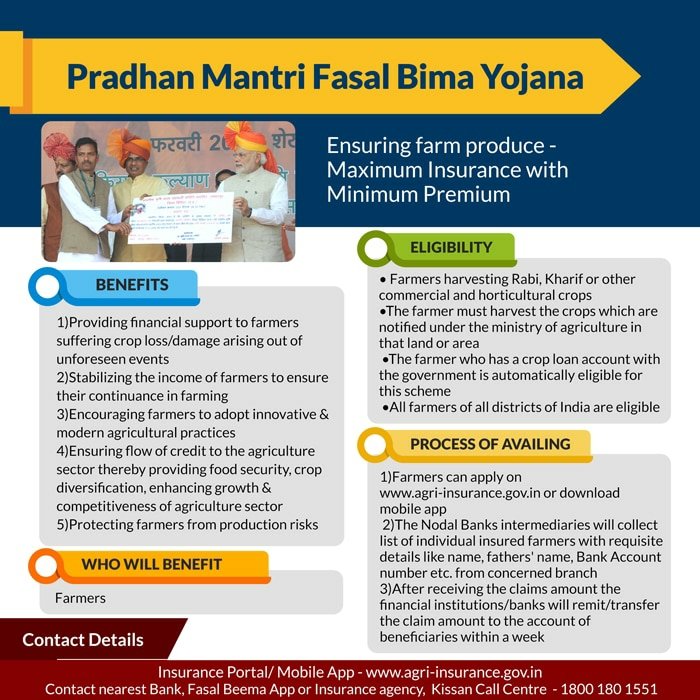 Pradhan Mantri Fasal Bima Yojana
फरवरी
शेर
कल्याण
Ensuring farm produce -
Maximum Insurance with
Minimum Premium
BENEFITS
1)Providing financial support to farmers
suffering crop loss/damage arising out of
unforeseen events
2)Stabilizing the income of farmers to ensure
their continuance in farming
3)Encouraging farmers to adopt innovative &
modern agricultural practices
4)Ensuring flow of credit to the agriculture
sector thereby providing food security, crop
diversification, enhancing growth &
competitiveness of agriculture sector
5)Protecting farmers from production risks
WHO WILL BENEFIT
Farmers
ELIGIBILITY
• Farmers harvesting Rabi, Kharif or other
commercial and horticultural crops
•The farmer must harvest the crops which are
notified under the ministry of agriculture in
that land or area
•The farmer who has a crop loan account with
the government is automatically eligible for
this scheme
•All farmers of all districts of India are eligible
PROCESS OF AVAILING
1)Farmers can apply on
www.agri-insurance.gov.in or download
mobile app
2)The Nodal Banks intermediaries will collect
list of individual insured farmers with requisite
details like name, fathers' name, Bank Account
number etc. from concerned branch
3)After receiving the claims amount the
financial institutions/banks will remit/transfer
the claim amount to the account of
beneficiaries within a week
Contact Details
Insurance Portal/ Mobile App - www.agri-insurance.gov.in
Contact nearest Bank, Fasal Beema App or Insurance agency, Kissan Call Centre - 1800 180 1551